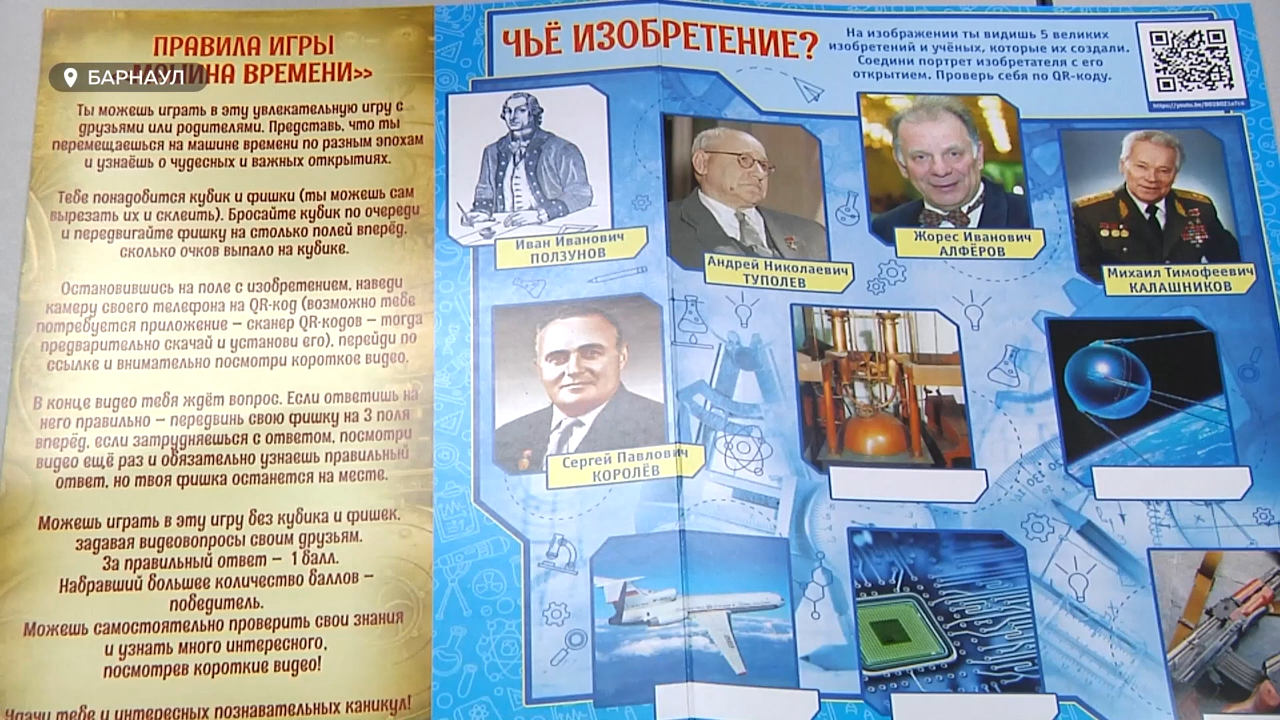 ПРАВИЛА ИГРЫ
ВРЕМЕНИ>>
БАРНАУЛ
Ты можешь играть в эту увлекательную игру с
друзьями или родителями. Представь, что ты
перемещаешься на машине времени по разным эпохам
и узнаёшь о чудесных и важных открытиях.
Тебе понадобится кубик и фишки (ты можешь сам
вырезать их и склеить). Бросайте кубик по очереди
и передвигайте фишку на столько полей вперёд,
сколько очков выпало на кубике.
Остановившись на поле с изобретением, наведи
камеру своего телефона на QR-код (возможно тебе
потребуется приложение – сканер QR-кодов – тогда
предварительно скачай и установи его), перейди по
ссылке и внимательно посмотри короткое видео.
В конце видео тебя ждёт вопрос. Если ответишь на
него правильно – передвинь свою фишку на 3 поля
вперёд, если затрудняешься с ответом, посмотри
видео ещё раз и обязательно узнаешь правильный
ответ, но твоя фишка останется на месте.
Можешь играть в эту игру без кубика и фишек,
задавая видеовопросы своим друзьям.
За правильный ответ – 1 балл.
Набравший большее количество баллов –
победитель.
Можешь самостоятельно проверить свои знания
и узнать много интересного,
посмотрев короткие видео!
Удачи тебе и интересных познавательных каникул!
ЧЬЁ ИЗОБРЕТЕНИЕ?
На изображении ты видишь 5 великих
изобретений и учёных, которые их создали.
Соедини портрет изобретателя с его
открытием. Проверь себя по QR-коду.
Иван Иванович
ПОЛЗУНОВ
Андрей Николаевич
ТУПОЛЕВ
Жорес Иванович
АЛФЁРОВ
Михаил Тимофеевич
КАЛАШНИКОВ
Сергей Павлович
КОРОЛЁВ